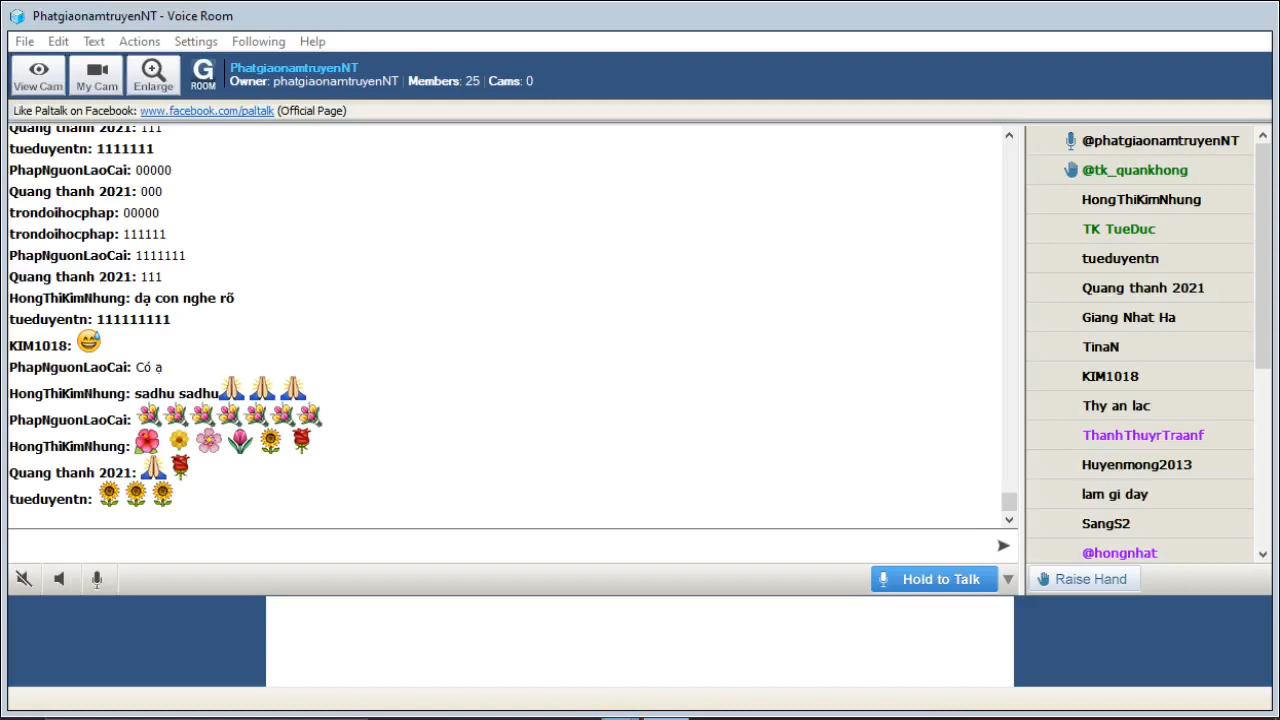 PhatgiaonamtruyenNT - Voice Room
File Edit Text Actions Settings Following Help
View Cam
My Cam
Enlarge
G
ROOM
PhatgiaonamtruyenNT
Owner: phatgiaonamtruyenNT | Members: 25 | Cams: 0
Like Paltalk on Facebook: www.facebook.com/paltalk (Official Page)
Quang thanh 2021: 111
tueduyentn: 1111111
PhapNguonLaoCai: 00000
Quang thanh 2021: 000
trondoihocphap: 00000
trondoihocphap: 111111
PhapNguonLaoCai: 1111111
Quang thanh 2021: 111
HongThiKimNhung: dạ con nghe rõ
tueduyentn: 111111111
KIM1018:
PhapNguonLaoCai: Có ạ
HongThiKimNhung: sadhu sadhu
PhapNguonLaoCai:
HongThiKimNhung:
Quang thanh 2021:
tueduyentn:
@phatgiaonamtruyenNT
@tk_quankhong
HongThiKimNhung
TK TueDuc
tueduyentn
Quang thanh 2021
Giang Nhat Ha
TinaN
KIM1018
Thy an lac
ThanhThuyrTraanf
Huyenmong2013
lam gi day
SangS2
@hongnhat
Hold to Talk
Raise Hand